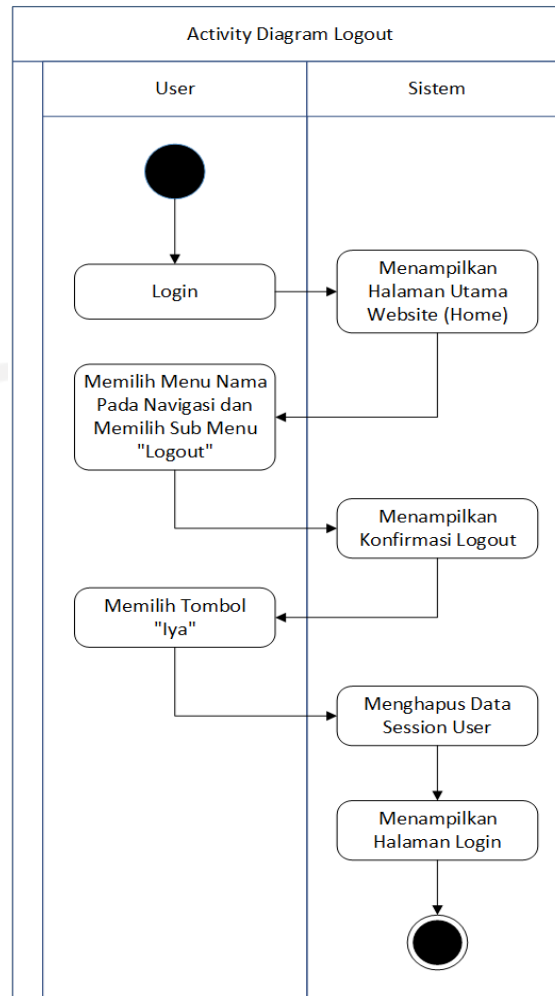 Activity Diagram Logout
User
Sistem
Login
Menampilkan
Halaman Utama
Website (Home)
Memilih Menu Nama
Pada Navigasi dan
Memilih Sub Menu
"Logout"
Menampilkan
Konfirmasi Logout
Memilih Tombol
"Iya"
Menghapus Data
Session User
Menampilkan
Halaman Login